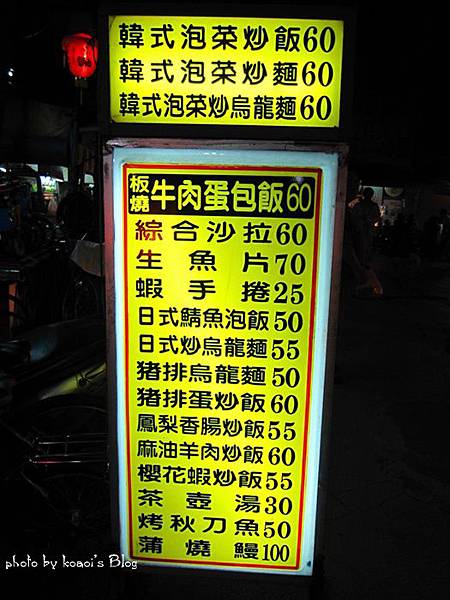 韓式泡菜炒飯60
韓式泡菜炒麵60
韓式泡菜炒烏龍麵60
板燒牛肉蛋包飯60
綜合沙拉60
生魚片70
蝦手捲25
日式鯖魚泡飯50
日式炒烏龍麵55
豬排烏龍麵50
豬排蛋炒飯60
鳳梨香腸炒飯55
麻油羊肉炒飯60
櫻花蝦炒飯55
茶壺湯30
烤秋刀魚50
蒲燒鰻100
photo by koaoi's Blog